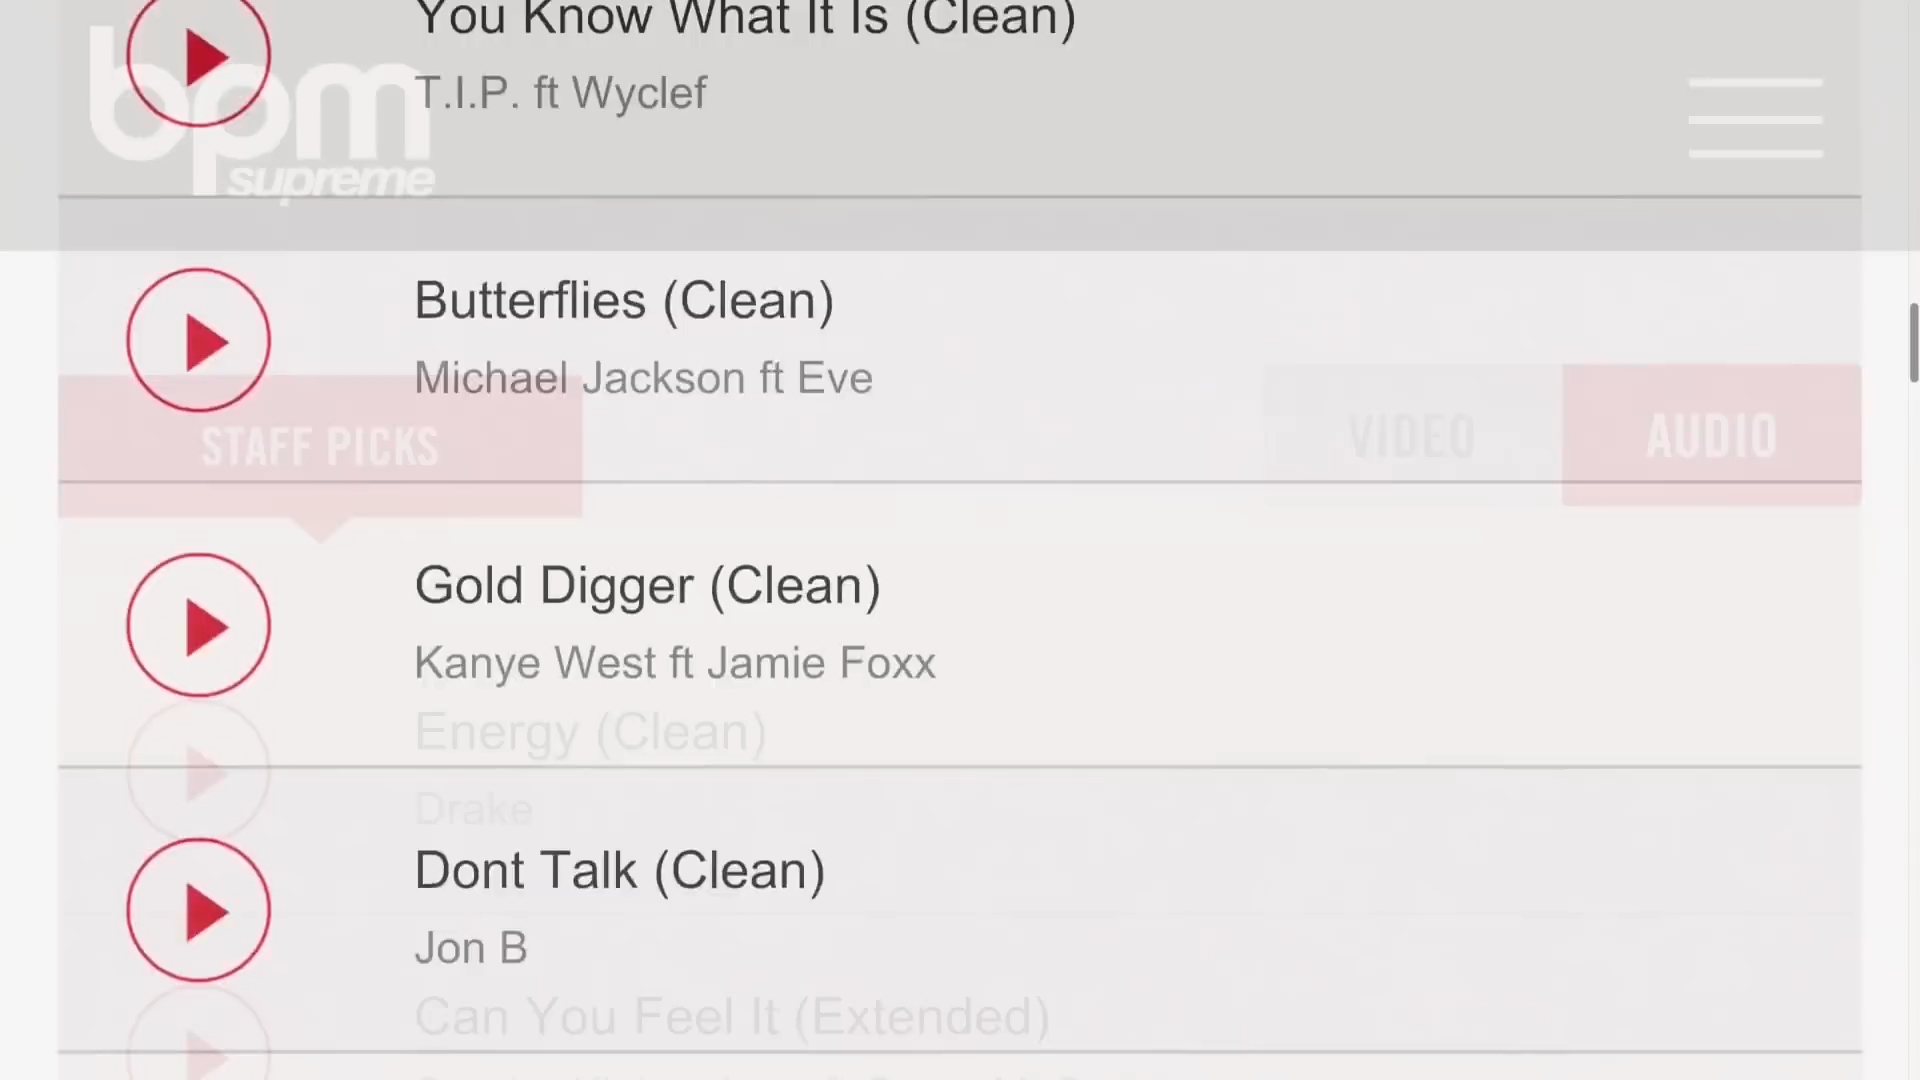 You Know What It Is (Clean)
T.I.P. ft Wyclef
bpm
supreme
Butterflies (Clean)
Michael Jackson ft Eve
STAFF PICKS
VIDEO
AUDIO
Gold Digger (Clean)
Kanye West ft Jamie Foxx
Energy (Clean)
Drake
Dont Talk (Clean)
Jon B
Can You Feel It (Extended)